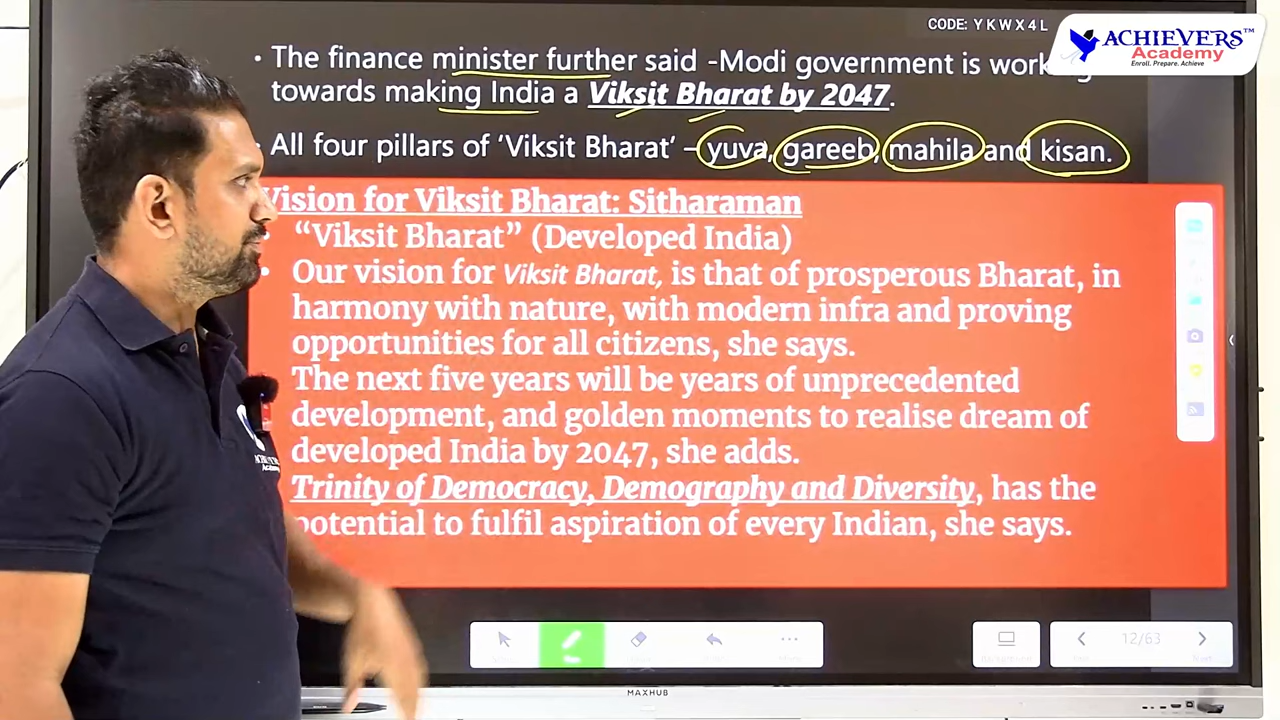 CODE: Y K W X 4 L
ACHIEVERS™
Academy
Enroll. Prepare. Achieve
• The finance minister further said -Modi government is
towards making India a Viksit Bharat by 2047.
All four pillars of ‘Viksit Bharat’ – yuva, gareeb, mahila and kisan.
Vision for Viksit Bharat: Sitharaman
• “Viksit Bharat” (Developed India)
• Our vision for Viksit Bharat, is that of prosperous Bharat, in
harmony with nature, with modern infra and proving
opportunities for all citizens, she says.
The next five years will be years of unprecedented
development, and golden moments to realise dream of
developed India by 2047, she adds.
Trinity of Democracy, Demography and Diversity, has the
potential to fulfil aspiration of every Indian, she says.
12/63
MAXHUB